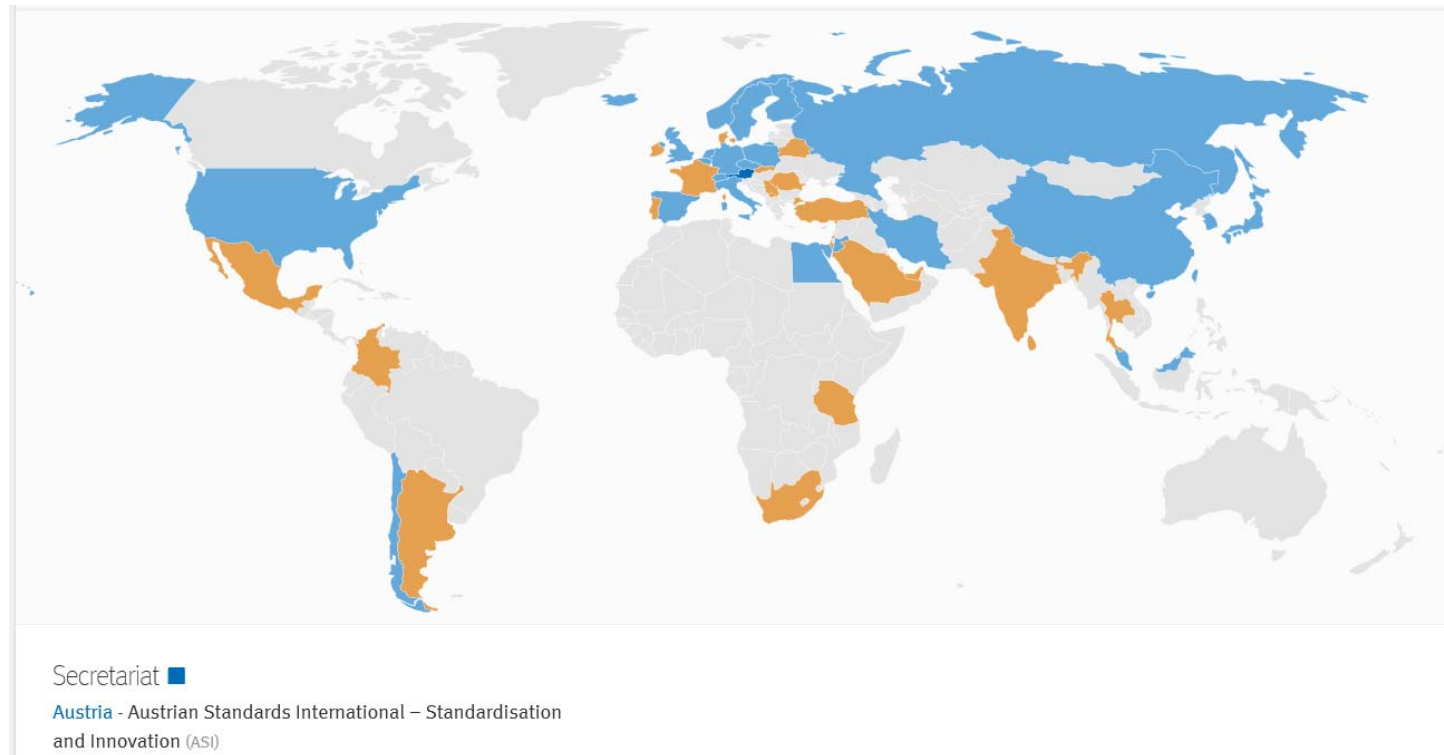 Secretariat
Austria - Austrian Standards International – Standardisation
and Innovation (ASI)